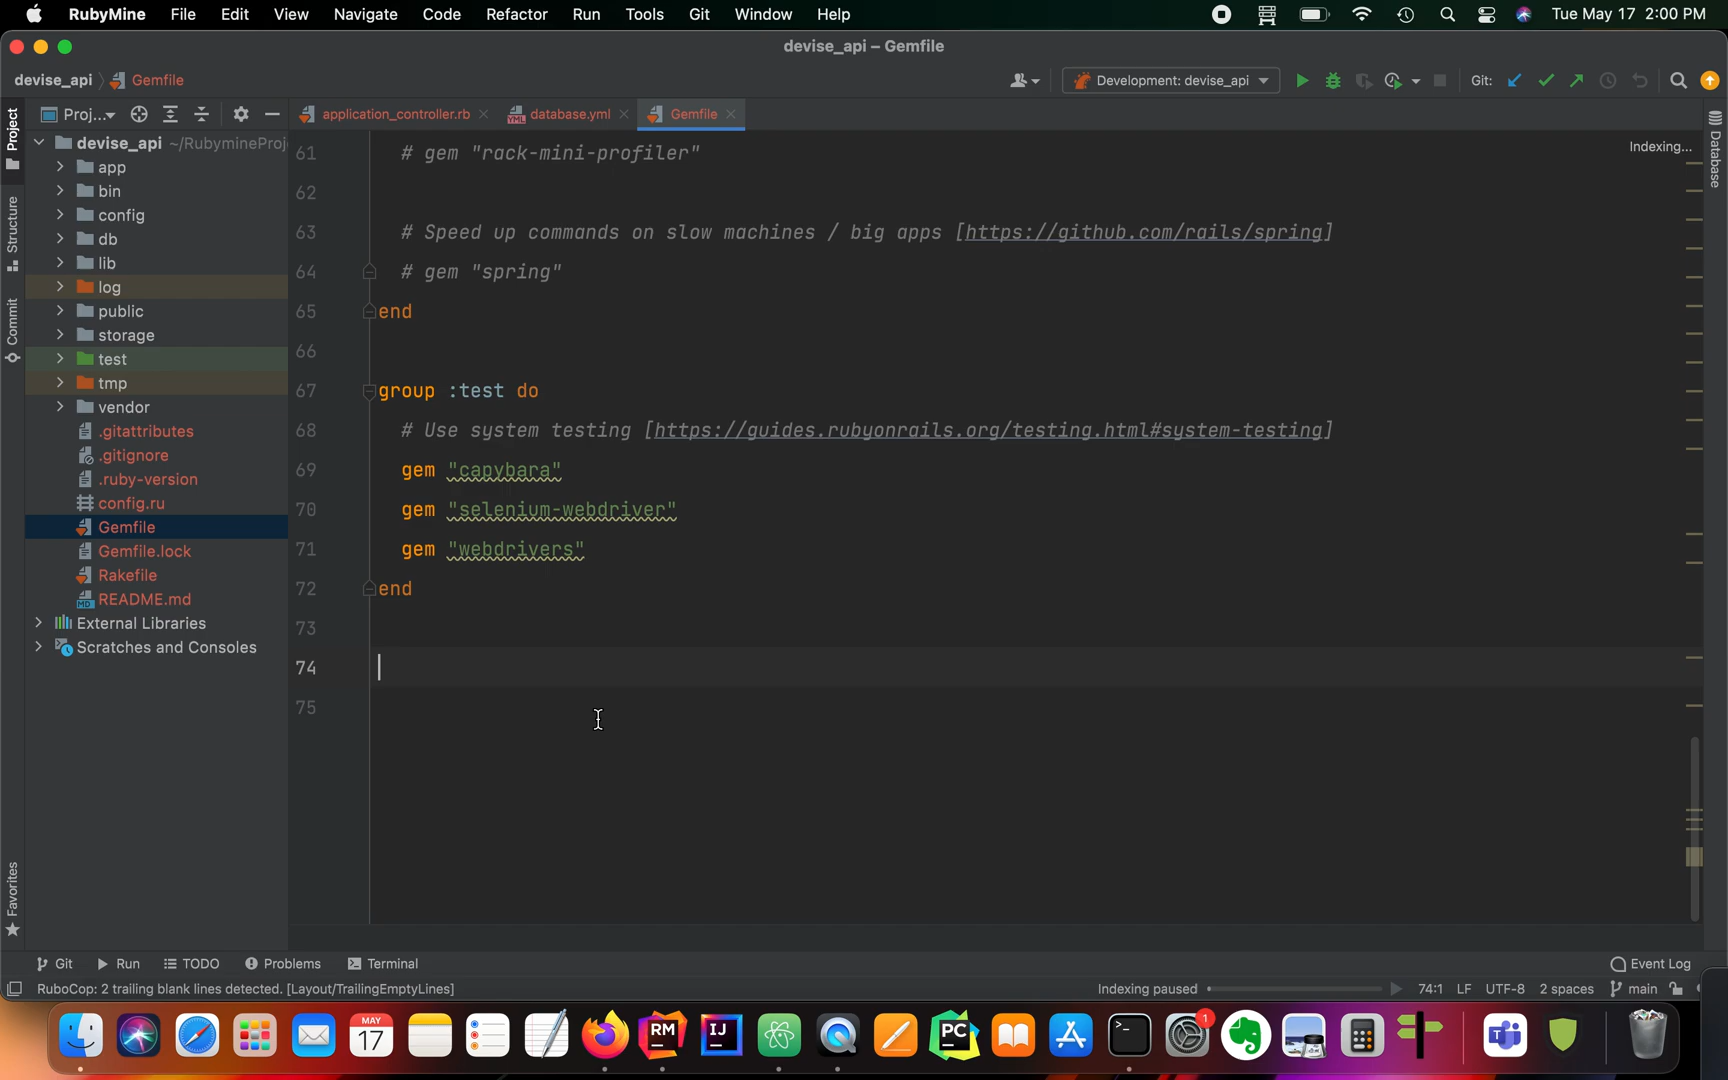 RubyMine File Edit View Navigate Code Refactor Run Tools Git Window Help Tue May 17 2:00 PM
devise_api – Gemfile
devise_api Gemfile Development: devise_api Git:
Project Proj... application_controller.rb database.yml Gemfile
devise_api ~/RubymineProj
app
bin
config
db
lib
log
public
storage
test
tmp
vendor
.gitattributes
.gitignore
.ruby-version
config.ru
Gemfile
Gemfile.lock
Rakefile
README.md
External Libraries
Scratches and Consoles
Structure
Commit
Favorites
Indexing...
Database
61 # gem "rack-mini-profiler"
62
63 # Speed up commands on slow machines / big apps [https://github.com/rails/spring]
64 # gem "spring"
65 end
66
67 group :test do
68 # Use system testing [https://guides.rubyonrails.org/testing.html#system-testing]
69 gem "capybara"
70 gem "selenium-webdriver"
71 gem "webdrivers"
72 end
73
74
75
Git Run TODO Problems Terminal Event Log
RuboCop: 2 trailing blank lines detected. [Layout/TrailingEmptyLines] Indexing paused 74:1 LF UTF-8 2 spaces main
MAY
17 RM IJ PC >_ 1